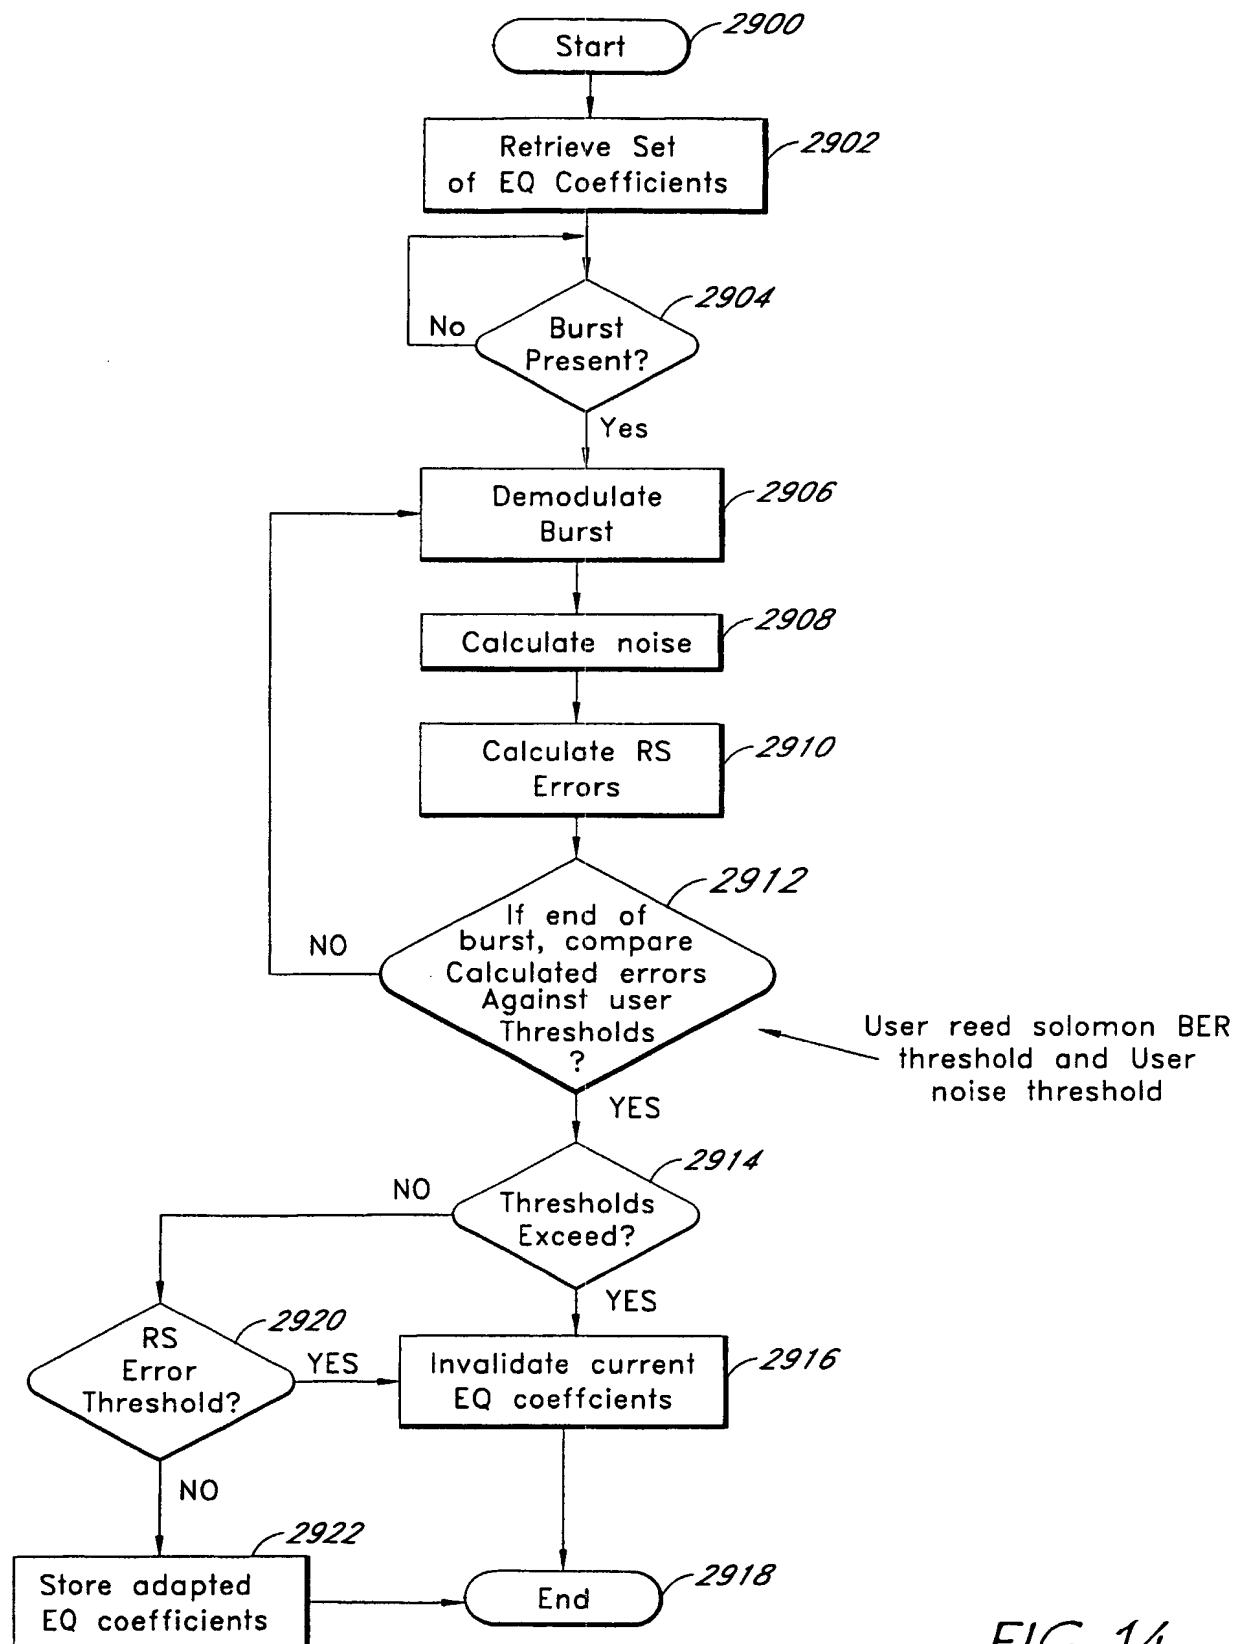 Start
2900
Retrieve Set
of EQ Coefficients
2902
2904
No
Burst
Present?
Yes
Demodulate
Burst
2906
Calculate noise
2908
Calculate RS
Errors
2910
2912
If end of
burst, compare
Calculated errors
Against user
Thresholds
?
NO
User reed solomon BER
threshold and User
noise threshold
YES
2914
NO
Thresholds
Exceed?
YES
2920
RS
Error
Threshold?
YES
Invalidate current
EQ coeffcients
2916
NO
2922
Store adapted
EQ coefficients
End
2918
FIG. 14